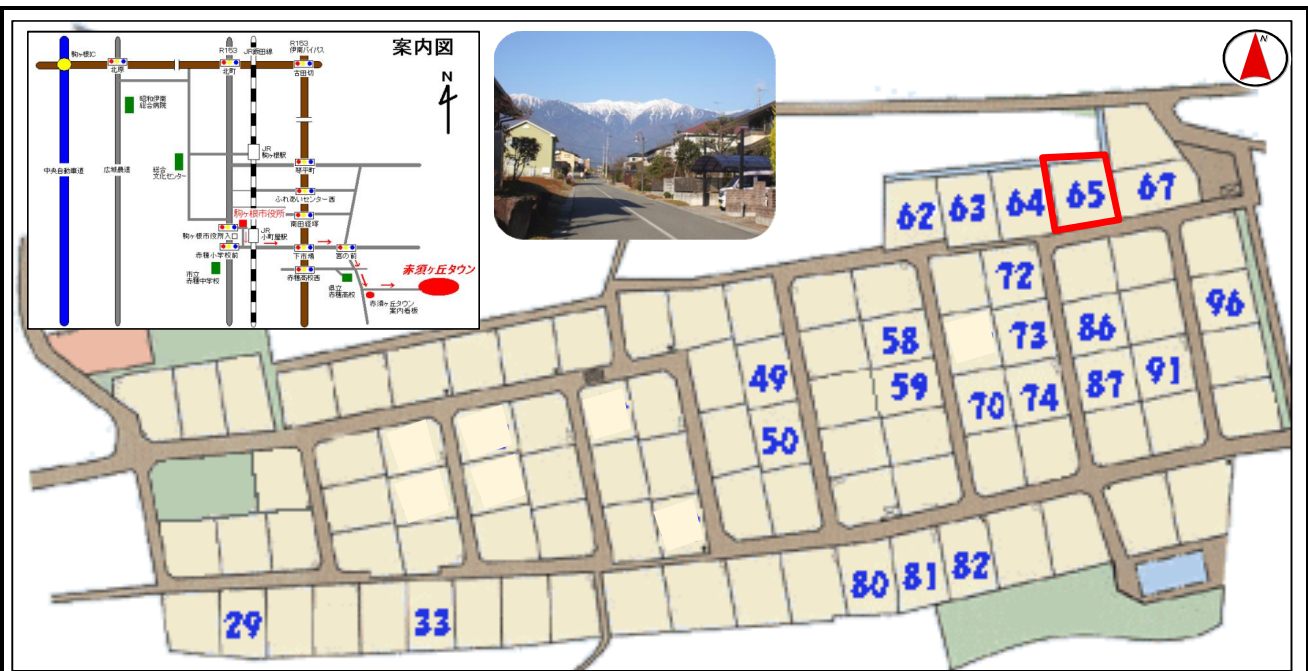 案内図
N
駒ヶ根IC
北原
R153
北町
JR飯田線
R153
伊南バイパス
古田切
昭和伊南
総合病院
中央自動車道
広域農道
総合
文化センター
JR
駒ヶ根駅
琴平町
ふれあいセンター西
駒ヶ根市役所
南田経塚
駒ヶ根市役所入口
JR
小町屋駅
赤穂小学校前
下市場
宮の前
市立
赤穂中学校
赤穂高校西
県立
赤穂高校
赤須ヶ丘タウン
赤須ヶ丘タウン
案内看板
N
62
63
64
65
67
72
58
73
86
96
49
59
70
74
87
91
50
80
81
82
29
33